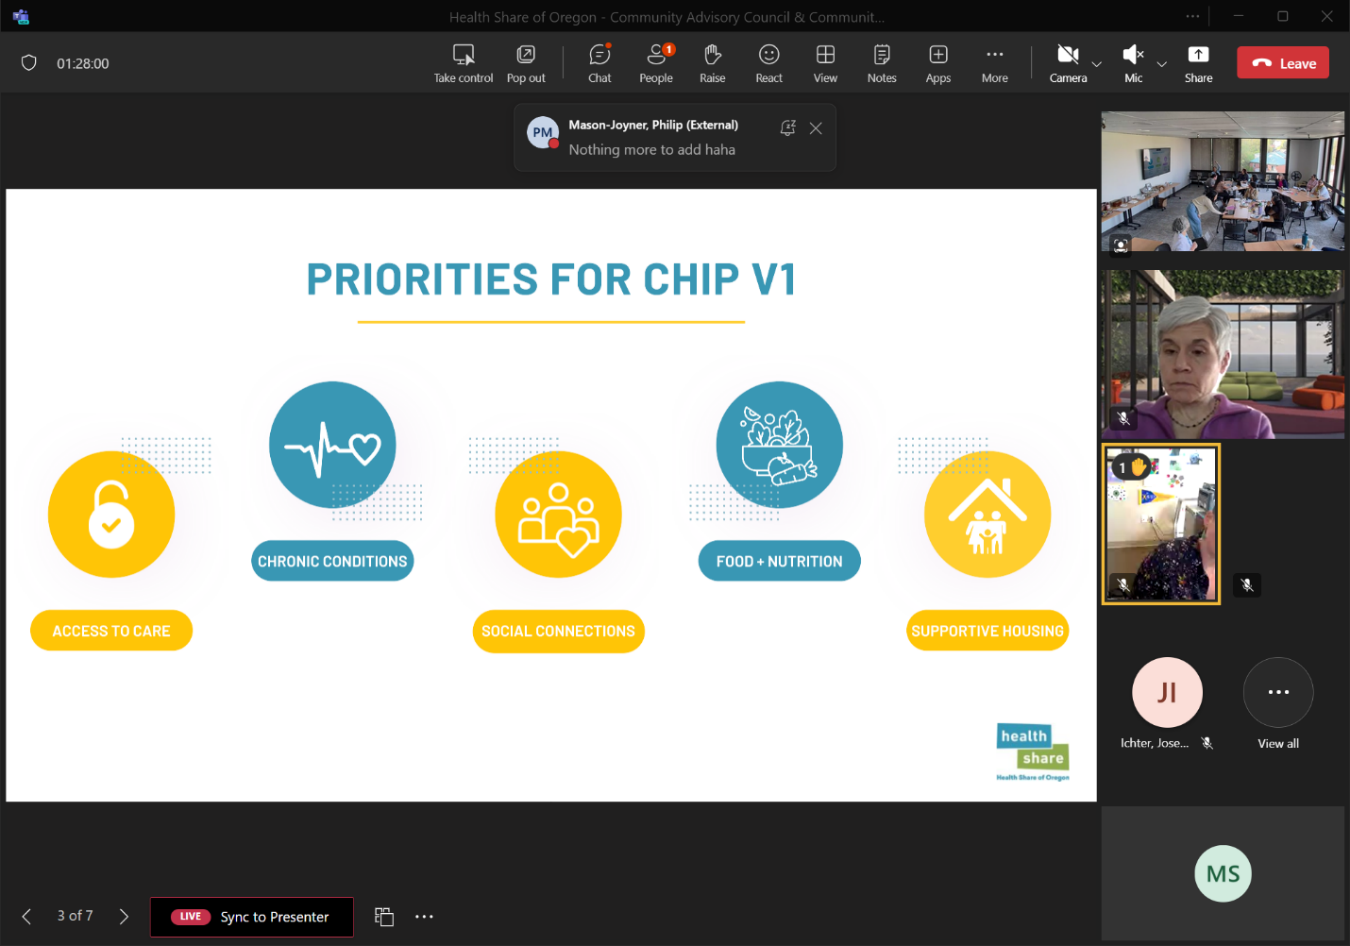 Health Share of Oregon - Community Advisory Council & Communit...
01:28:00
Take control
Pop out
Chat
1
People
Raise
React
View
Notes
Apps
More
Camera
Mic
Share
Leave
PM
Mason-Joyner, Philip (External)
Nothing more to add haha
PRIORITIES FOR CHIP V1
ACCESS TO CARE
CHRONIC CONDITIONS
SOCIAL CONNECTIONS
FOOD + NUTRITION
SUPPORTIVE HOUSING
health
share
Health Share of Oregon
1
JI
Ichter, Jose...
View all
MS
3 of 7
LIVE
Sync to Presenter